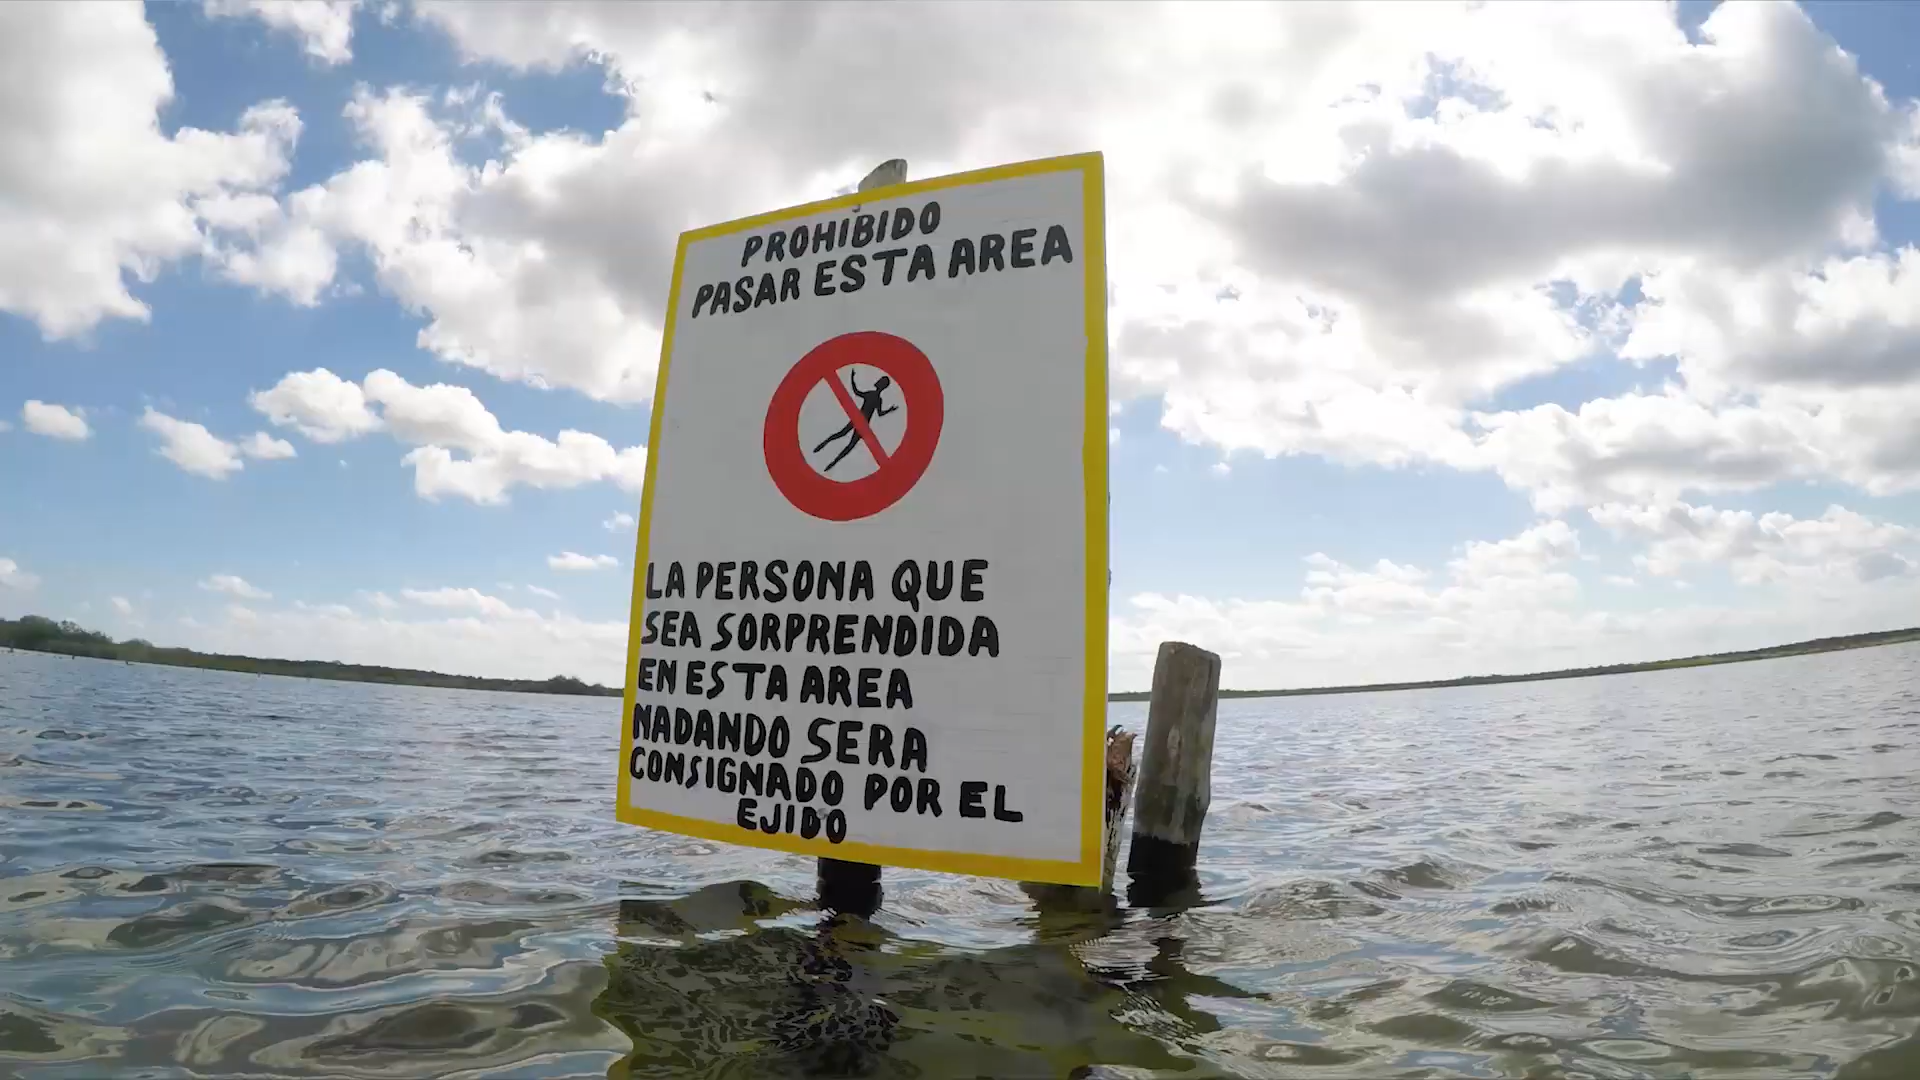 PROHIBIDO
PASAR ESTA AREA
LA PERSONA QUE
SEA SORPRENDIDA
EN ESTA AREA
NADANDO SERA
CONSIGNADO POR EL
EJIDO